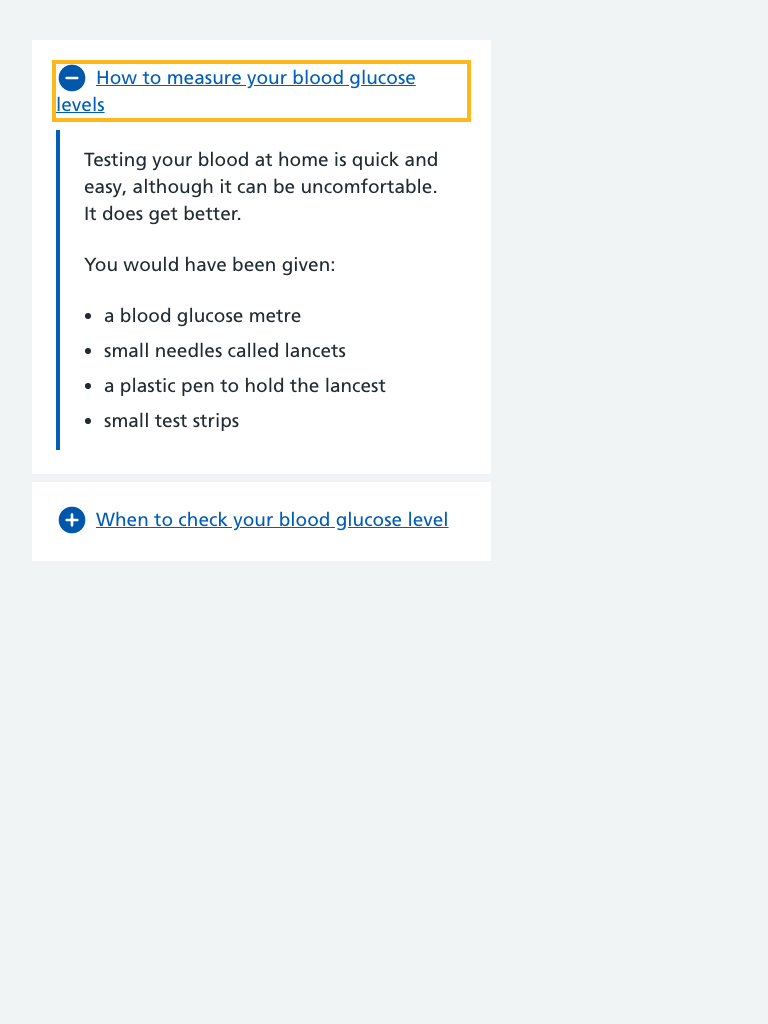 How to measure your blood glucose
levels
Testing your blood at home is quick and
easy, although it can be uncomfortable.
It does get better.
You would have been given:
• a blood glucose metre
• small needles called lancets
• a plastic pen to hold the lancest
• small test strips
When to check your blood glucose level